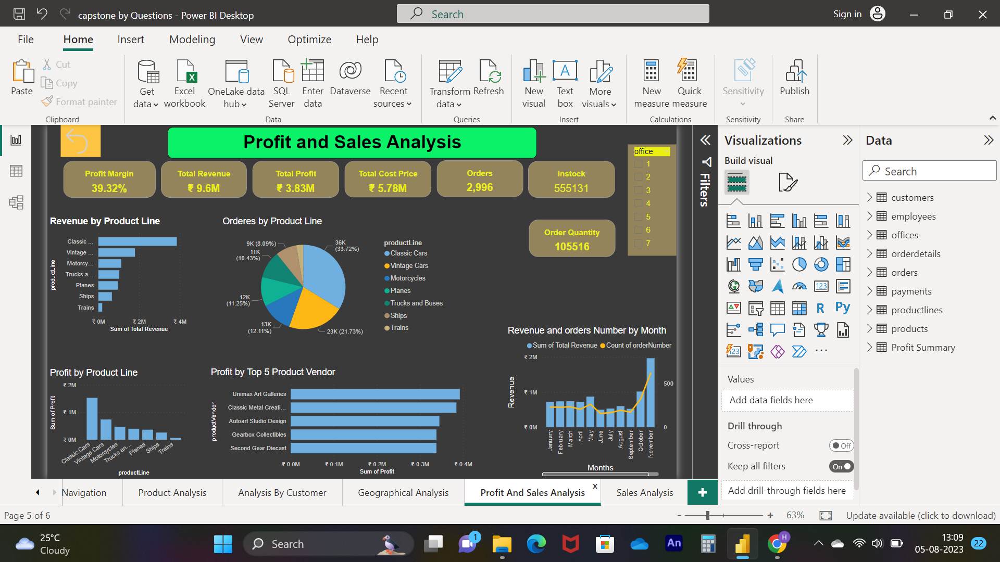 capstone by Questions - Power BI Desktop
Search
Sign in
File
Home
Insert
Modeling
View
Optimize
Help
Paste
Cut
Copy
Format painter
Clipboard
Get data
Excel workbook
OneLake data hub
SQL Server
Enter data
Dataverse
Recent sources
Data
Transform data
Refresh
Queries
New visual
A
Text box
More visuals
Insert
New measure
Quick measure
Calculations
Sensitivity
Sensitivity
Publish
Share
Profit and Sales Analysis
Profit Margin
39.32%
Total Revenue
₹ 9.6M
Total Profit
₹ 3.83M
Total Cost Price
₹ 5.78M
Orders
2,996
Instock
555131
office
1
2
3
4
5
6
7
Order Quantity
105516
Revenue by Product Line
productLine
Classic ...
Vintage ...
Motorcy...
Trucks a...
Planes
Ships
Trains
₹ 0M
₹ 2M
₹ 4M
Sum of Total Revenue
Orderes by Product Line
36K
(33.72%)
23K (21.73%)
13K
(12.11%)
12K
(11.25%)
11K
(10.43%)
9K (8.09%)
productLine
Classic Cars
Vintage Cars
Motorcycles
Planes
Trucks and Buses
Ships
Trains
Profit by Product Line
Sum of Profit
₹ 2M
₹ 1M
₹ 0M
Classic Cars
Vintage Cars
Motorcycles
Trucks an...
Planes
Ships
Trains
productLine
Profit by Top 5 Product Vendor
productVendor
Unimax Art Galleries
Classic Metal Creati...
Autoart Studio Design
Gearbox Collectibles
Second Gear Diecast
₹ 0.0M
₹ 0.1M
₹ 0.2M
₹ 0.3M
₹ 0.4M
Sum of Profit
Revenue and orders Number by Month
Sum of Total Revenue
Count of orderNumber
Revenue
₹ 2M
₹ 1M
₹ 0M
500
0
January
February
March
April
May
June
July
August
September
October
November
Months
Filters
Visualizations
Build visual
123
R
Py
123
Values
Add data fields here
Drill through
Cross-report
Off
Keep all filters
On
Add drill-through fields here
Data
Search
customers
employees
offices
orderdetails
orders
payments
productlines
products
Profit Summary
Navigation
Product Analysis
Analysis By Customer
Geographical Analysis
Profit And Sales Analysis
x
Sales Analysis
+
Page 5 of 6
-
+
63%
Update available (click to download)
25°C
Cloudy
Search
1
An
H
13:09
05-08-2023
22